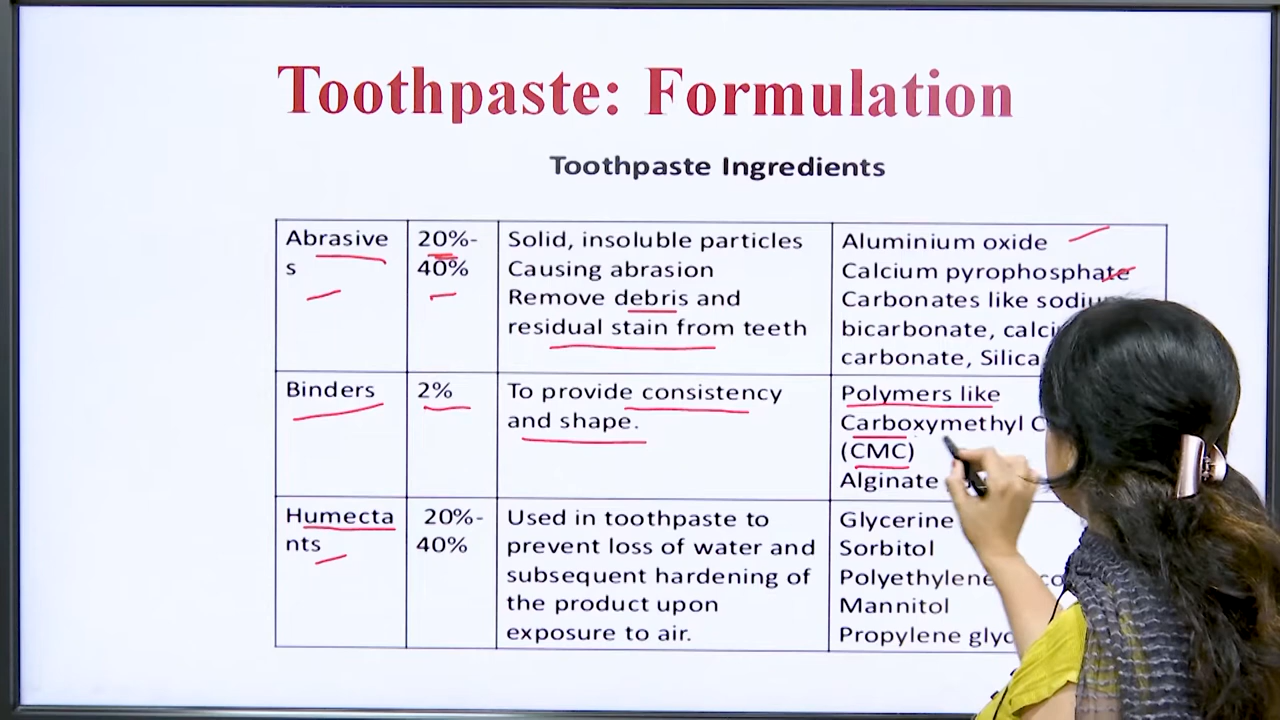 Toothpaste: Formulation
Toothpaste Ingredients
Abrasive
s
20%-
40%
Solid, insoluble particles
Causing abrasion
Remove debris and
residual stain from teeth
Aluminium oxide
Calcium pyrophosphate
Carbonates like
bicarbonate,
carbonate, Silica
Binders
2%
To provide consistency
and shape.
Polymers like
Carboxymethyl
(CMC)
Alginate
Humecta
nts
20%-
40%
Used in toothpaste to
prevent loss of water and
subsequent hardening of
the product upon
exposure to air.
Glycerine
Sorbitol
Polyethylene
Mannitol
Propylene